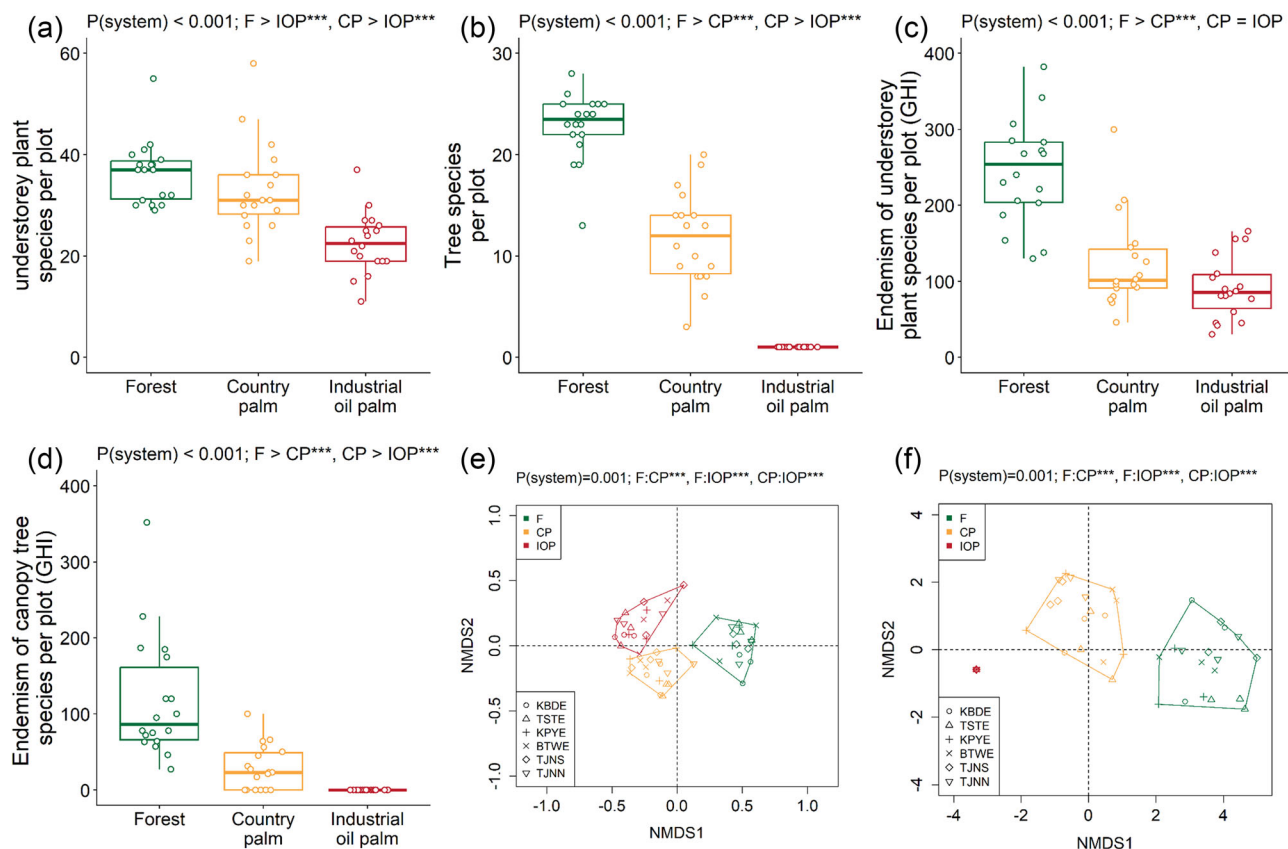 (a)
P(system) < 0.001; F > IOP***, CP > IOP***
understorey plant
species per plot
60
40
20
0
Forest
Country
palm
Industrial
oil palm
(b)
P(system) < 0.001; F > CP***, CP > IOP***
Tree species
per plot
30
20
10
0
Forest
Country
palm
Industrial
oil palm
(c)
P(system) < 0.001; F > CP***, CP = IOP
Endemism of understorey
plant species per plot (GHI)
400
300
200
100
0
Forest
Country
palm
Industrial
oil palm
(d)
P(system) < 0.001; F > CP***, CP > IOP***
Endemism of canopy tree
species per plot (GHI)
400
300
200
100
0
Forest
Country
palm
Industrial
oil palm
(e)
P(system)=0.001; F:CP***, F:IOP***, CP:IOP***
F
CP
IOP
NMDS2
1.0
0.5
0.0
-0.5
-1.0
KBDE
TSTE
KPYE
BTWE
TJNS
TJNN
-1.0
-0.5
0.0
0.5
1.0
NMDS1
(f)
P(system)=0.001; F:CP***, F:IOP***, CP:IOP***
F
CP
IOP
NMDS2
4
2
0
-2
-4
KBDE
TSTE
KPYE
BTWE
TJNS
TJNN
-4
-2
0
2
4
NMDS1